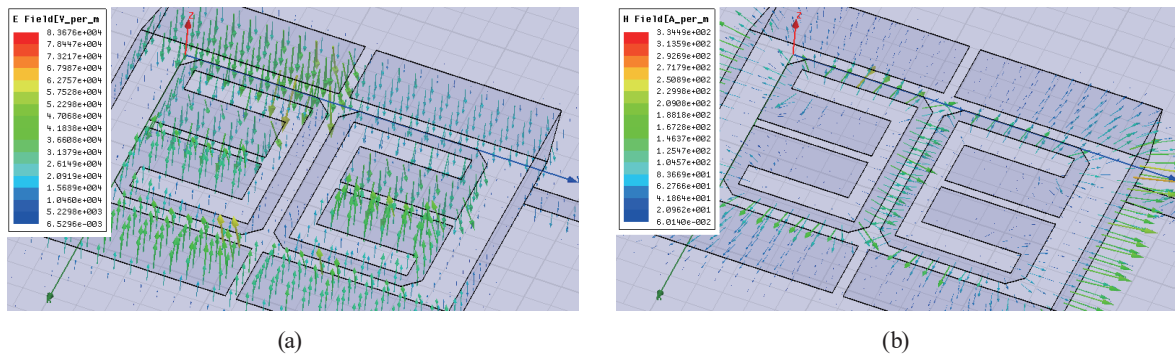 E Field[V_per_m
8.3676e+004
7.8447e+004
7.3217e+004
6.7987e+004
6.2757e+004
5.7528e+004
5.2298e+004
4.7068e+004
4.1838e+004
3.6608e+004
3.1379e+004
2.6149e+004
2.0919e+004
1.5689e+004
1.0460e+004
5.2298e+003
6.5296e-003
Z
(a)
H Field[A_per_m
3.3449e+002
3.1359e+002
2.9269e+002
2.7179e+002
2.5089e+002
2.2998e+002
2.0908e+002
1.8818e+002
1.6728e+002
1.4637e+002
1.2547e+002
1.0457e+002
8.3669e+001
6.2766e+001
4.1864e+001
2.0962e+001
6.0140e-002
Z
(b)